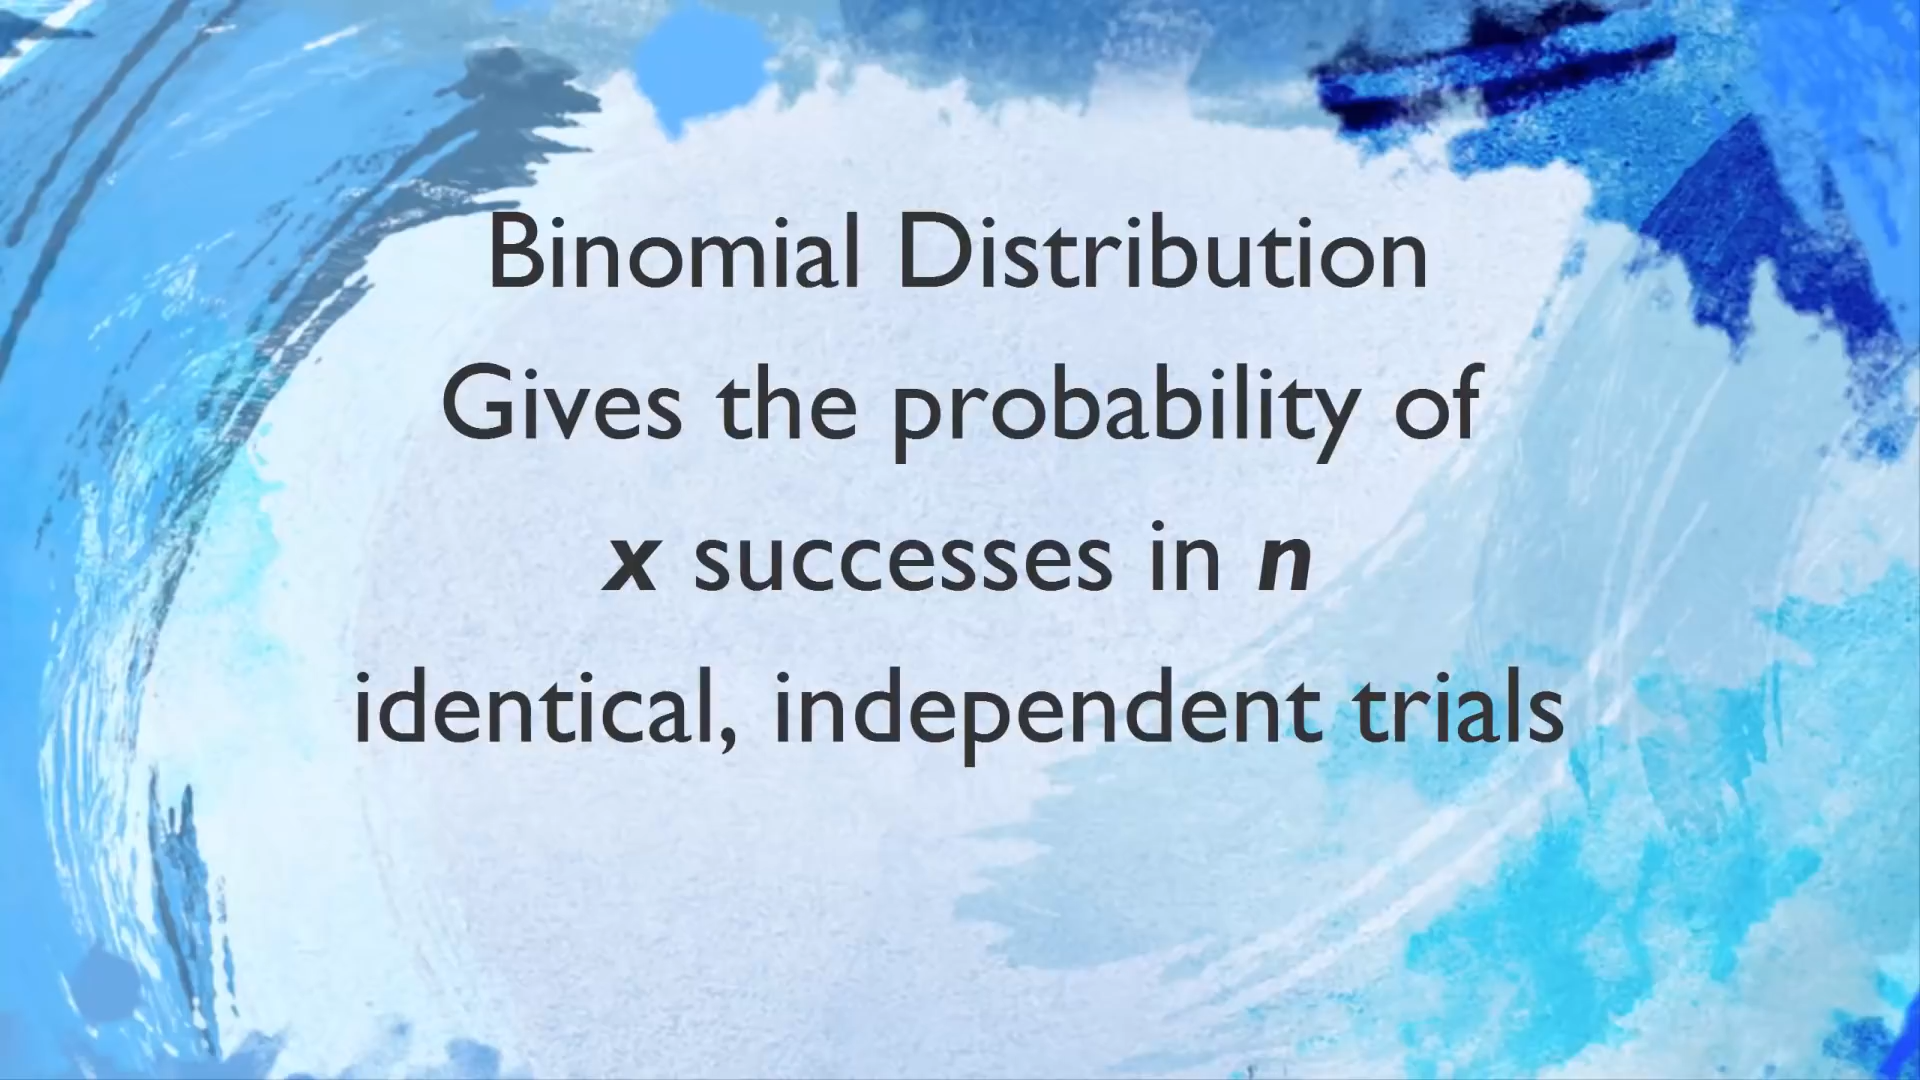 Binomial Distribution
Gives the probability of
x successes in n
identical, independent trials